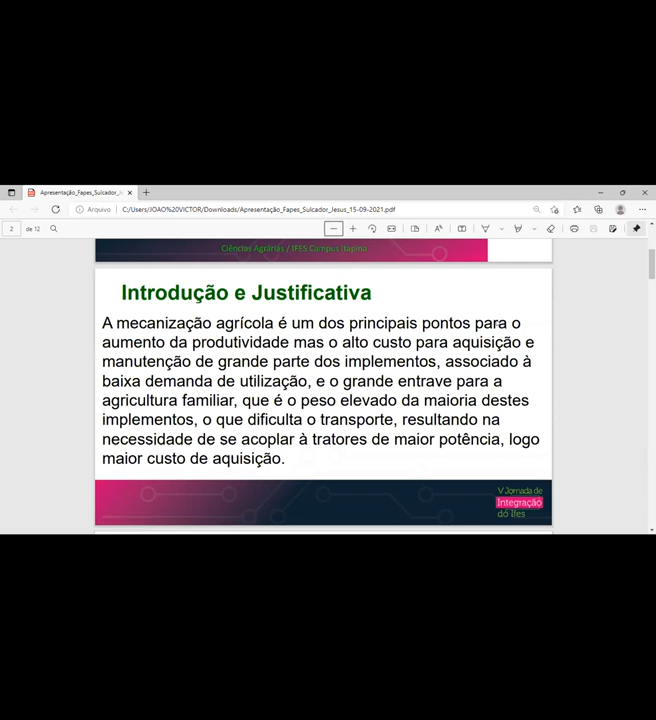 Apresentação_Fapes_Sulcador_Je
Arquivo C:/Users/JOAO%20VICTOR/Downloads/Apresentação_Fapes_Sulcador_Jesus_15-09-2021.pdf
2 de 12
Ciências Agrárias / IFES Campus Itapina
Introdução e Justificativa
A mecanização agrícola é um dos principais pontos para o
aumento da produtividade mas o alto custo para aquisição e
manutenção de grande parte dos implementos, associado à
baixa demanda de utilização, e o grande entrave para a
agricultura familiar, que é o peso elevado da maioria destes
implementos, o que dificulta o transporte, resultando na
necessidade de se acoplar à tratores de maior potência, logo
maior custo de aquisição.
V Jornada de
Integração
do Ifes